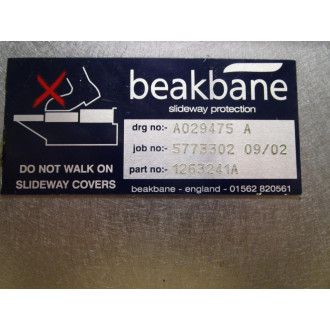 beakbane
slideway protection
drg no:- A029475 A
job no:- 5773302 09/02
part no:- 1263241A
DO NOT WALK ON
SLIDEWAY COVERS
beakbane - england - 01562 820561